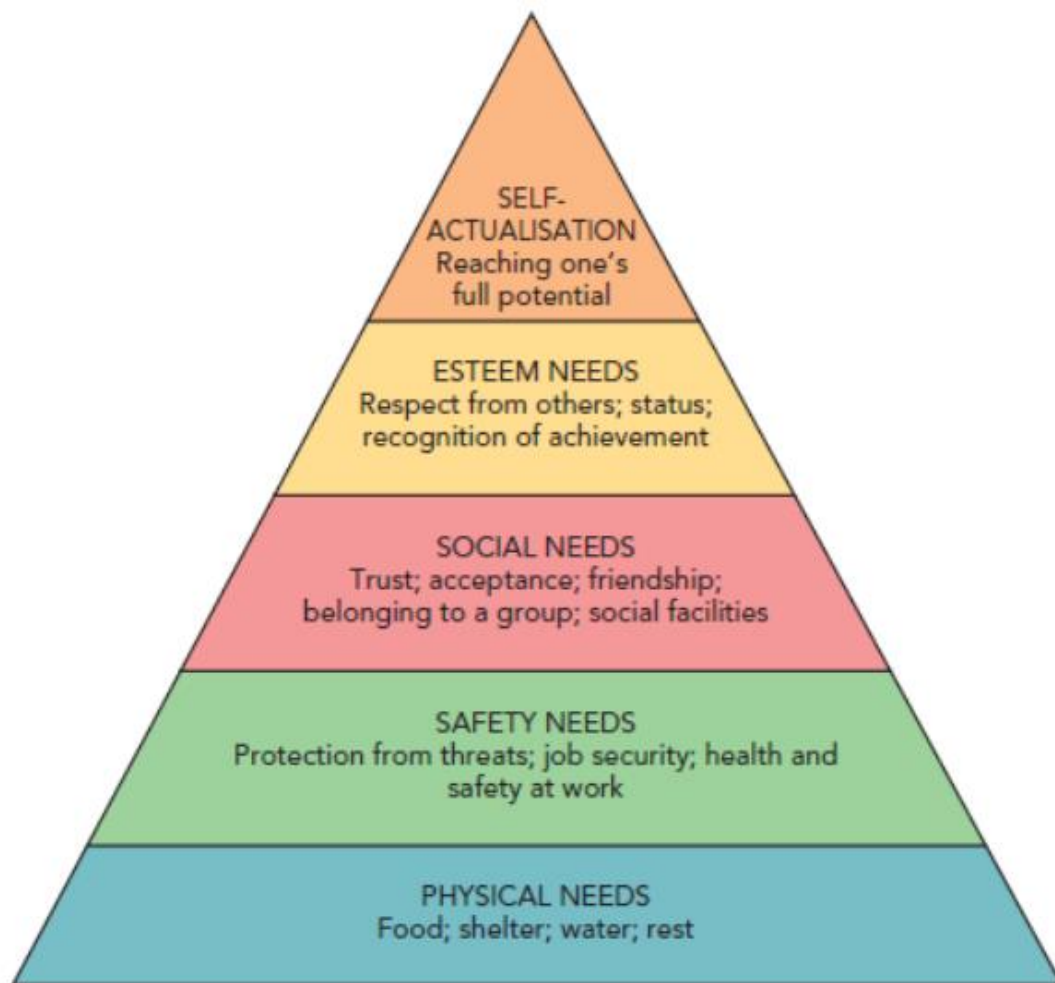 SELF-
ACTUALISATION
Reaching one's
full potential
ESTEEM NEEDS
Respect from others; status;
recognition of achievement
SOCIAL NEEDS
Trust; acceptance; friendship;
belonging to a group; social facilities
SAFETY NEEDS
Protection from threats; job security; health and
safety at work
PHYSICAL NEEDS
Food; shelter; water; rest